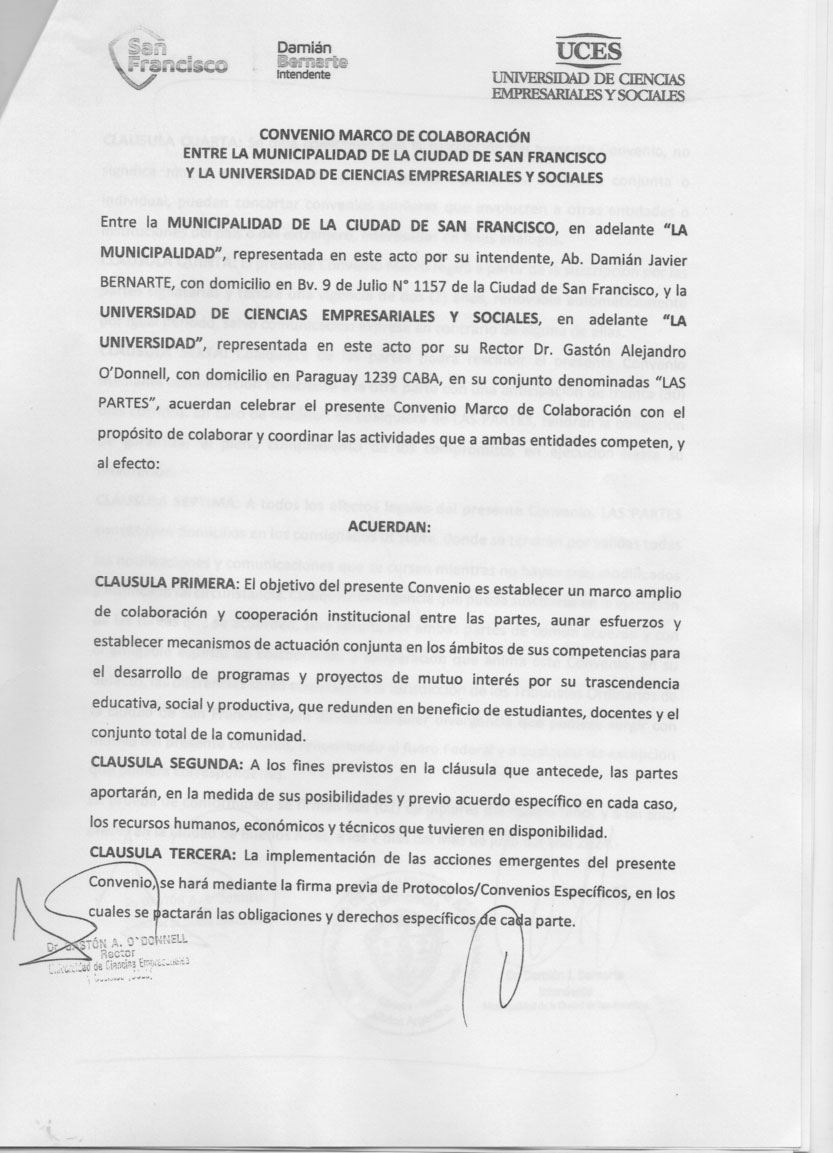 San
Francisco
Damián
Bernarte
Intendente
UCES
UNIVERSIDAD DE CIENCIAS
EMPRESARIALES Y SOCIALES
CONVENIO MARCO DE COLABORACIÓN
ENTRE LA MUNICIPALIDAD DE LA CIUDAD DE SAN FRANCISCO
Y LA UNIVERSIDAD DE CIENCIAS EMPRESARIALES Y SOCIALES
Entre la MUNICIPALIDAD DE LA CIUDAD DE SAN FRANCISCO, en adelante “LA
MUNICIPALIDAD”, representada en este acto por su intendente, Ab. Damián Javier
BERNARTE, con domicilio en Bv. 9 de Julio N° 1157 de la Ciudad de San Francisco, y la
UNIVERSIDAD DE CIENCIAS EMPRESARIALES Y SOCIALES, en adelante “LA
UNIVERSIDAD”, representada en este acto por su Rector Dr. Gastón Alejandro
O’Donnell, con domicilio en Paraguay 1239 CABA, en su conjunto denominadas “LAS
PARTES”, acuerdan celebrar el presente Convenio Marco de Colaboración con el
propósito de colaborar y coordinar las actividades que a ambas entidades competen, y
al efecto:
ACUERDAN:
CLAUSULA PRIMERA: El objetivo del presente Convenio es establecer un marco amplio
de colaboración y cooperación institucional entre las partes, aunar esfuerzos y
establecer mecanismos de actuación conjunta en los ámbitos de sus competencias para
el desarrollo de programas y proyectos de mutuo interés por su trascendencia
educativa, social y productiva, que redunden en beneficio de estudiantes, docentes y el
conjunto total de la comunidad.
CLAUSULA SEGUNDA: A los fines previstos en la cláusula que antecede, las partes
aportarán, en la medida de sus posibilidades y previo acuerdo específico en cada caso,
los recursos humanos, económicos y técnicos que tuvieren en disponibilidad.
CLAUSULA TERCERA: La implementación de las acciones emergentes del presente
Convenio, se hará mediante la firma previa de Protocolos/Convenios Específicos, en los
cuales se pactarán las obligaciones y derechos específicos de cada parte.
Dr. GASTÓN A. O'DONNELL
Rector
Universidad de Ciencias Empresariales